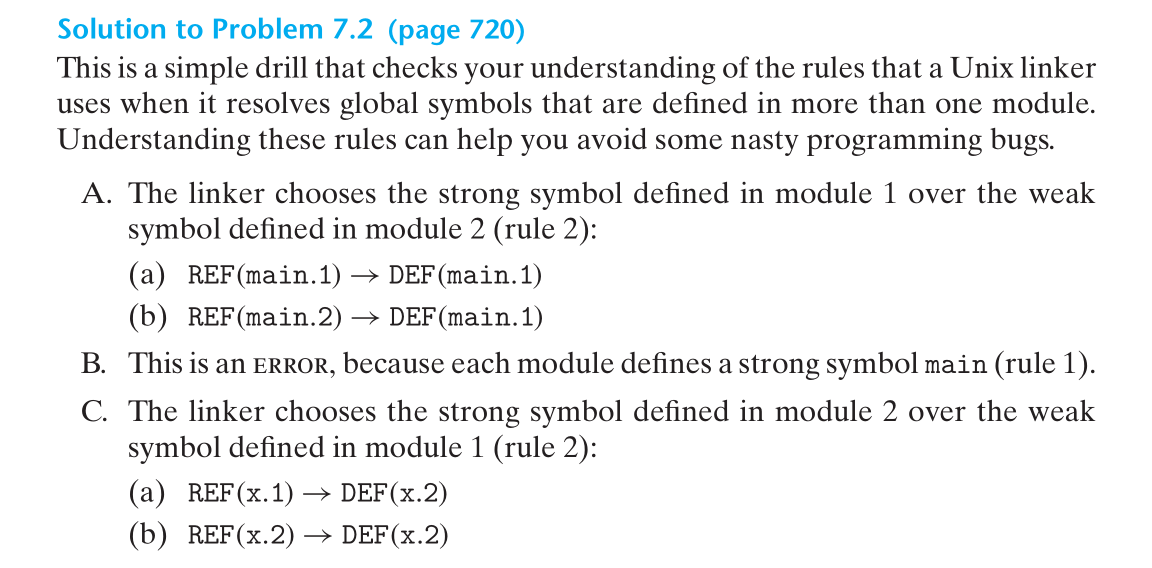 Solution to Problem 7.2 (page 720)
This is a simple drill that checks your understanding of the rules that a Unix linker
uses when it resolves global symbols that are defined in more than one module.
Understanding these rules can help you avoid some nasty programming bugs.
A. The linker chooses the strong symbol defined in module 1 over the weak
symbol defined in module 2 (rule 2):
(a) REF(main.1) → DEF(main.1)
(b) REF(main.2) → DEF(main.1)
B. This is an ERROR, because each module defines a strong symbol main (rule 1).
C. The linker chooses the strong symbol defined in module 2 over the weak
symbol defined in module 1 (rule 2):
(a) REF(x.1) → DEF(x.2)
(b) REF(x.2) → DEF(x.2)